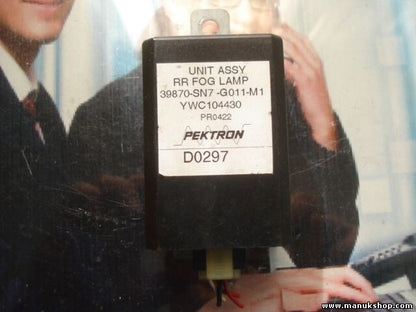 UNIT ASSY
RR FOG LAMP
39870-SN7 -G011-M1
YWC104430
PR0422
PEKTRON
D0297
www.manukshop.com